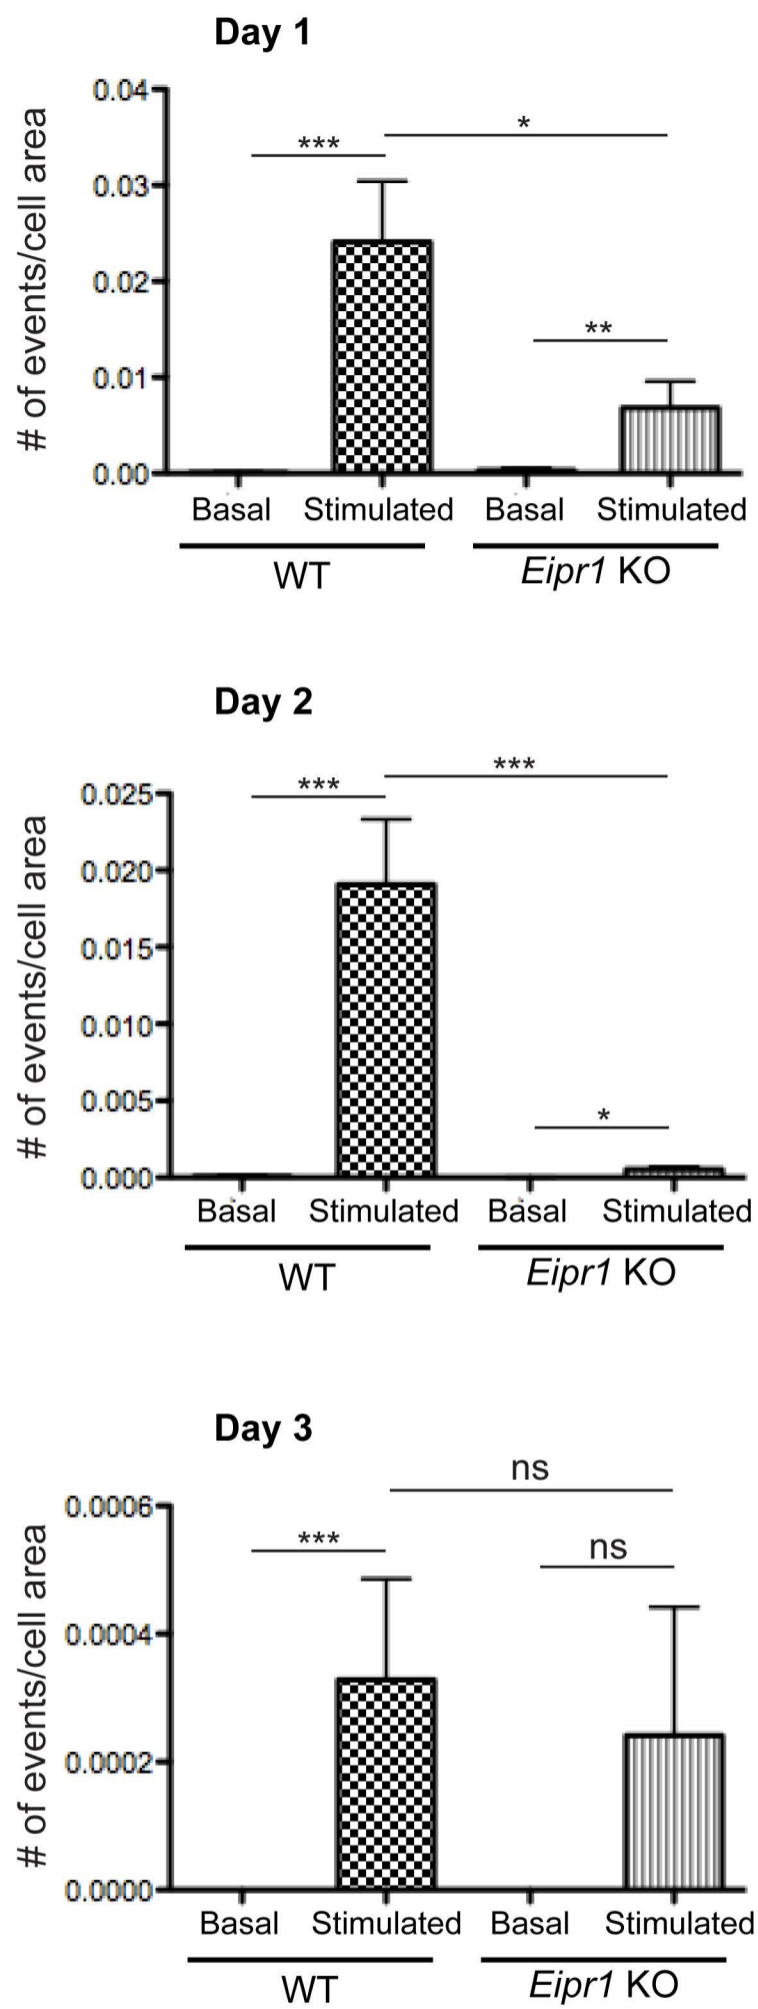 Day 1
# of events/cell area
0.04
0.03
0.02
0.01
0.00
***
*
**
Basal Stimulated Basal Stimulated
WT Eipr1 KO
Day 2
# of events/cell area
0.025
0.020
0.015
0.010
0.005
0.000
***
***
*
Basal Stimulated Basal Stimulated
WT Eipr1 KO
Day 3
# of events/cell area
0.0006
0.0004
0.0002
0.0000
ns
***
ns
Basal Stimulated Basal Stimulated
WT Eipr1 KO